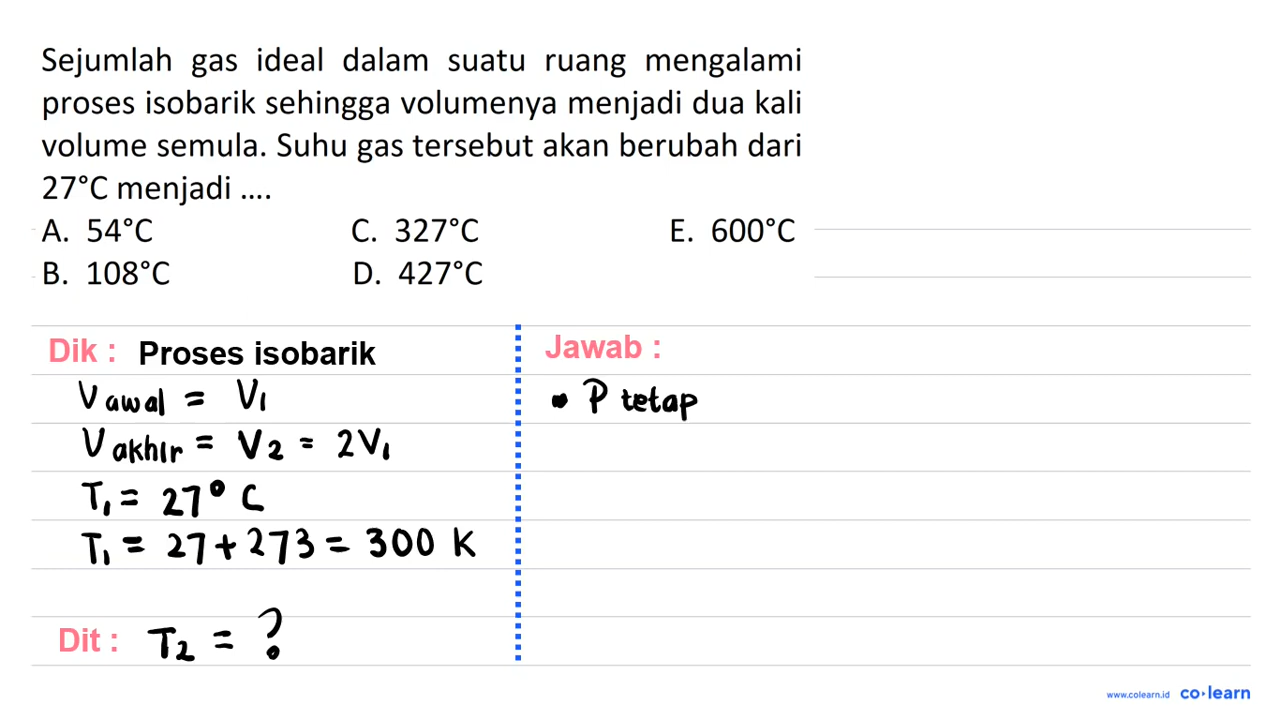 Sejumlah gas ideal dalam suatu ruang mengalami
proses isobarik sehingga volumenya menjadi dua kali
volume semula. Suhu gas tersebut akan berubah dari
27°C menjadi ....
A. 54°C C. 327°C E. 600°C
B. 108°C D. 427°C
Dik : Proses isobarik
V awal = V₁
V akhir = V₂ = 2V₁
T₁ = 27° C
T₁ = 27 + 273 = 300 K
Dit : T₂ = ?
Jawab :
• P tetap
www.colearn.id co·learn